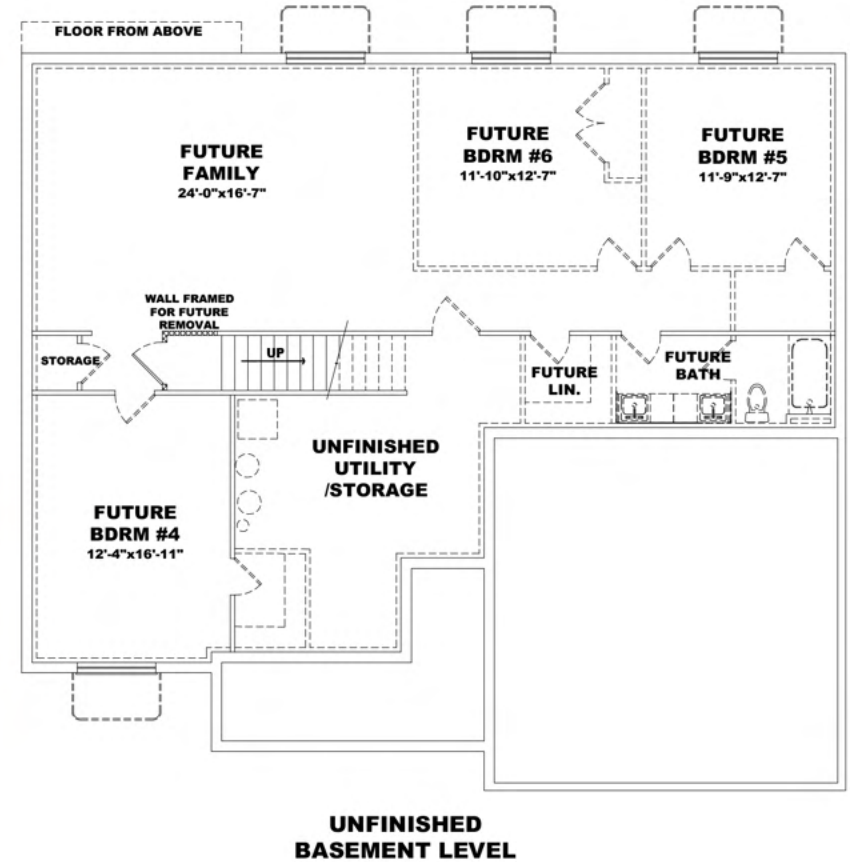 FLOOR FROM ABOVE
FUTURE
FAMILY
24'-0"x16'-7"
FUTURE
BDRM #6
11'-10"x12'-7"
FUTURE
BDRM #5
11'-9"x12'-7"
WALL FRAMED
FOR FUTURE
REMOVAL
STORAGE
UP
FUTURE
LIN.
FUTURE
BATH
UNFINISHED
UTILITY
/STORAGE
FUTURE
BDRM #4
12'-4"x16'-11"
UNFINISHED
BASEMENT LEVEL